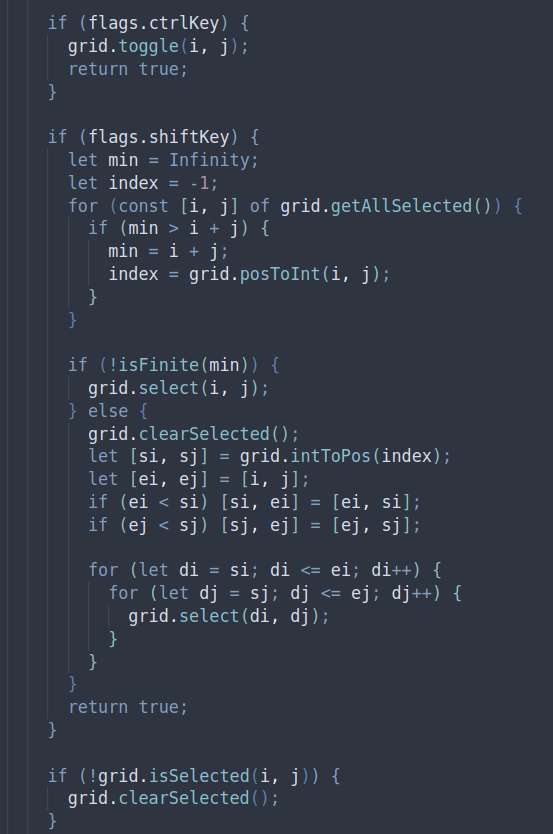 if (flags.ctrlKey) {
grid.toggle(i, j);
return true;
}
if (flags.shiftKey) {
let min = Infinity;
let index = -1;
for (const [i, j] of grid.getAllSelected()) {
if (min > i + j) {
min = i + j;
index = grid.posToInt(i, j);
}
}
if (!isFinite(min)) {
grid.select(i, j);
} else {
grid.clearSelected();
let [si, sj] = grid.intToPos(index);
let [ei, ej] = [i, j];
if (ei < si) [si, ei] = [ei, si];
if (ej < sj) [sj, ej] = [ej, sj];
for (let di = si; di <= ei; di++) {
for (let dj = sj; dj <= ej; dj++) {
grid.select(di, dj);
}
}
}
return true;
}
if (!grid.isSelected(i, j)) {
grid.clearSelected();
}